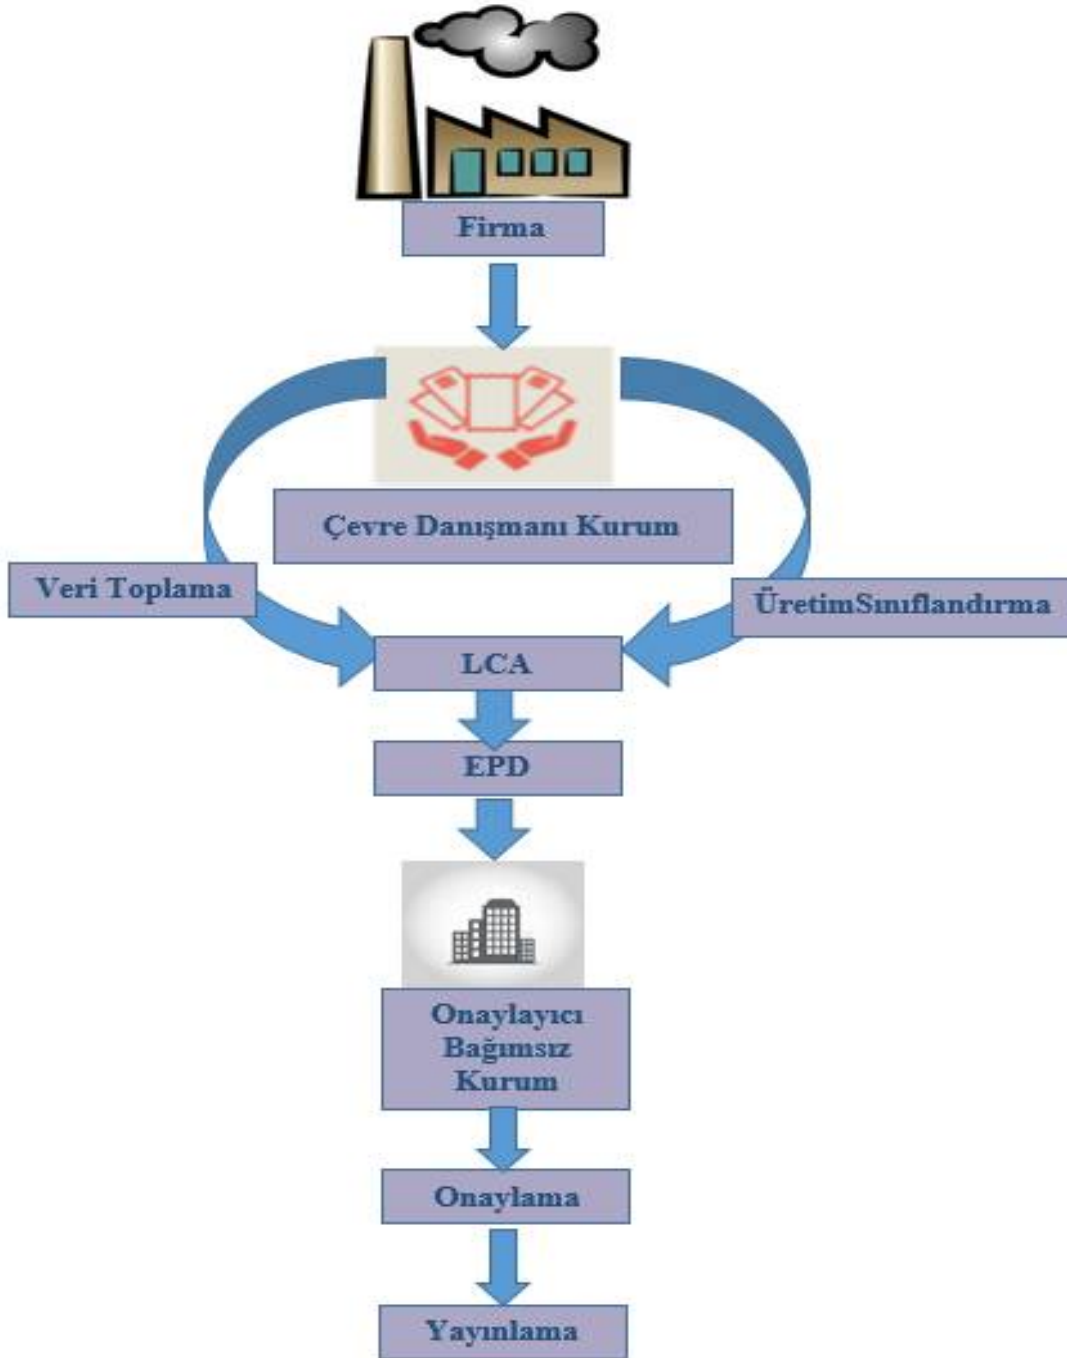 Firma
Çevre Danışmanı Kurum
Veri Toplama
ÜretimSınıflandırma
LCA
EPD
Onaylayıcı
Bağımsız
Kurum
Onaylama
Yayınlama